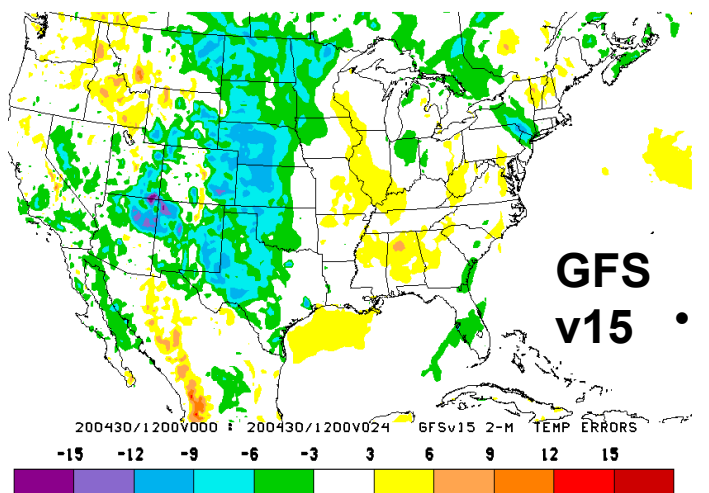 GFS
v15 •
200430/1200V000 : 200430/1200V024 GFSv15 2-M TEMP ERRORS
-15 -12 -9 -6 -3 3 6 9 12 15